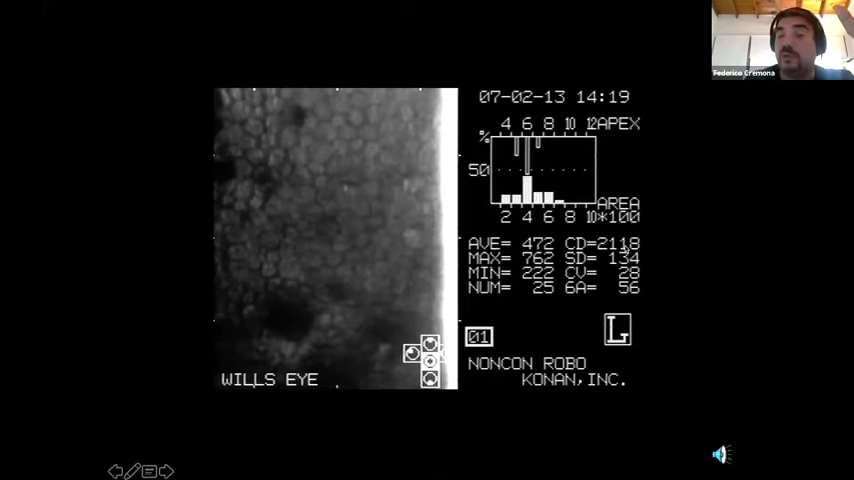 Federico Cremona
07-02-13 14:19
4 6 8 10 12APEX
%
50
AREA
2 4 6 8 10*100
AVE= 472 CD=2118
MAX= 762 SD= 134
MIN= 222 CV= 28
NUM= 25 6A= 56
01 L
NONCON ROBO
KONAN, INC.
WILLS EYE